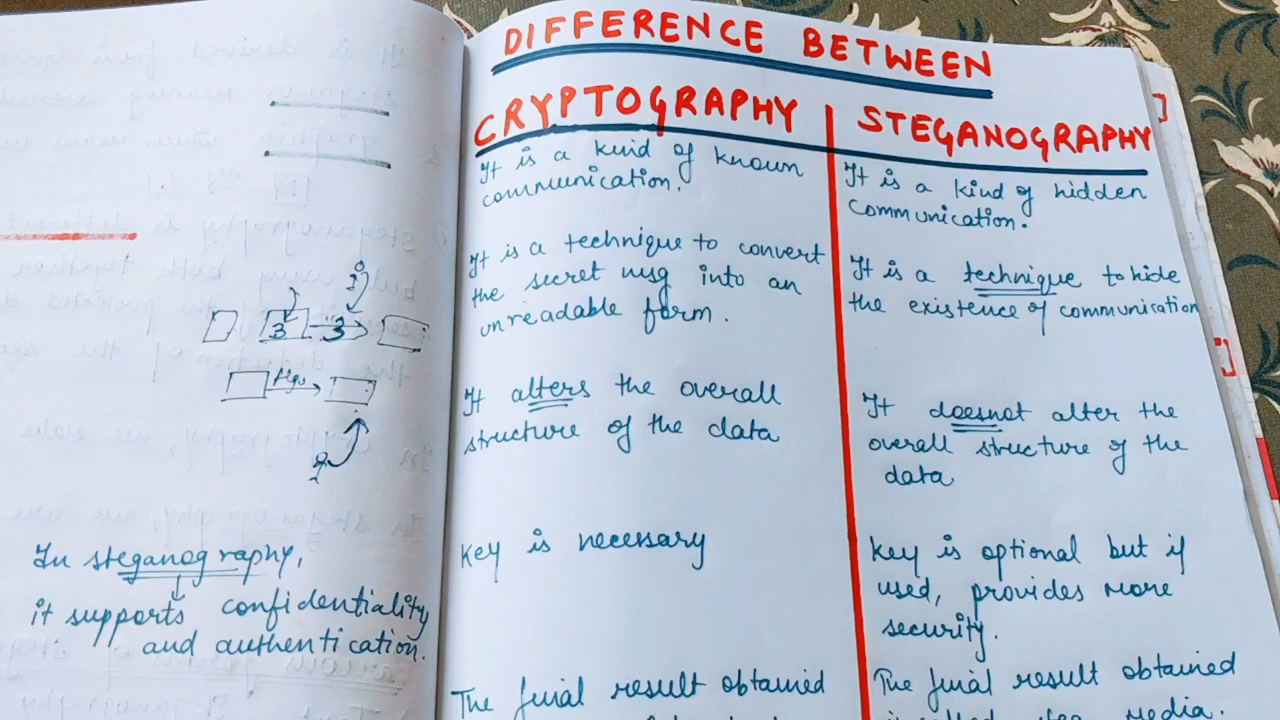 In steganography,
it supports confidentiality
and authentication.
3 3
Msg
DIFFERENCE BETWEEN
CRYPTOGRAPHY
It is a kind of known
communication.
It is a technique to convert
the secret msg into an
unreadable form.
It alters the overall
structure of the data
Key is necessary
The final result obtained
STEGANOGRAPHY
It is a kind of hidden
communication.
It is a technique to hide
the existence of communication
It doesnot alter the
overall structure of the
data
Key is optional but if
used, provides more
security.
The final result obtained
media.